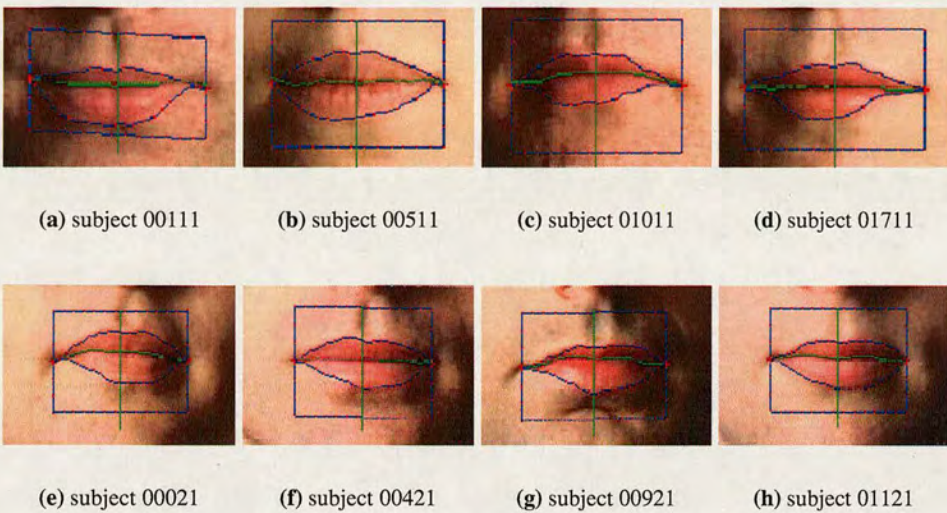 (a) subject 00111
(b) subject 00511
(c) subject 01011
(d) subject 01711
(e) subject 00021
(f) subject 00421
(g) subject 00921
(h) subject 01121